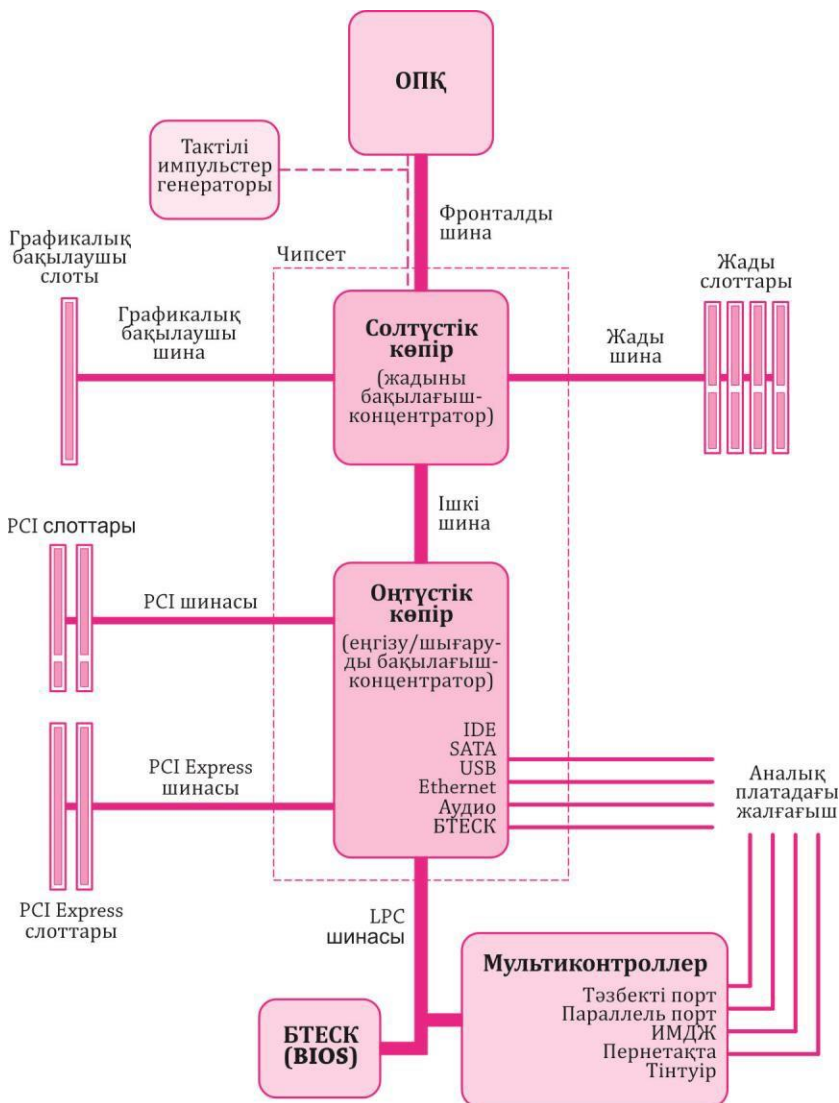 ОПҚ
Тактілі
импульстер
генераторы
Фронталды
шина
Графикалық
бақылаушы
слоты
Чипсет
Жады
слоттары
Графикалық
бақылаушы
шина
Солтүстік
көпір
(жадыны
бақылағыш-
концентратор)
Жады
шина
Ішкі
шина
PCI слоттары
PCI шинасы
Оңтүстік
көпір
(еңгізу/шығару-
ды бақылағыш-
концентратор)
IDE
SATA
USB
Ethernet
Аудио
БТЕСК
PCI Express
шинасы
Аналық
платадағы
жалғағыш
PCI Express
слоттары
LPC
шинасы
Мультиконтроллер
Тәзбекті порт
Параллель порт
ИМДЖ
Пернетақта
Тінтуір
БТЕСК
(BIOS)